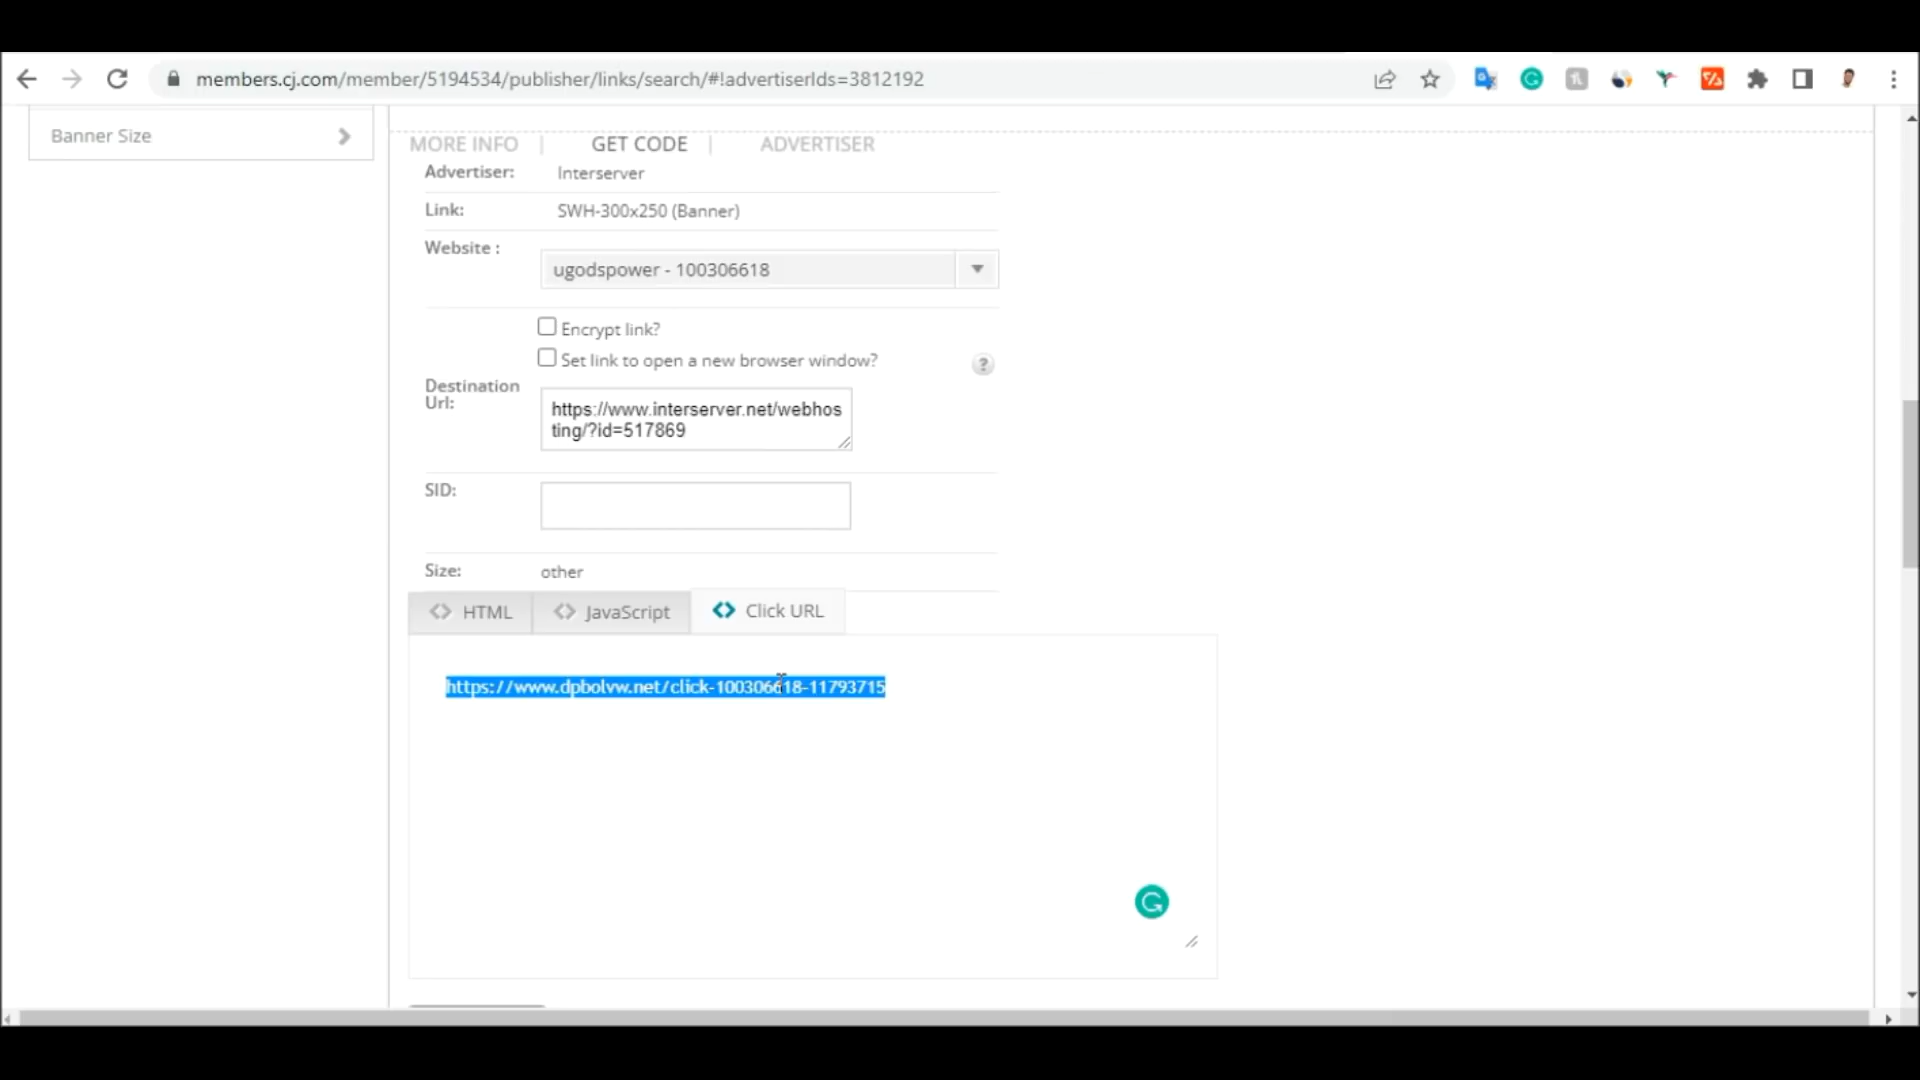 members.cj.com/member/5194534/publisher/links/search/#!advertiserIds=3812192
Banner Size
MORE INFO | GET CODE | ADVERTISER
Advertiser: Interserver
Link: SWH-300x250 (Banner)
Website : ugodspower - 100306618
Encrypt link?
Set link to open a new browser window? ?
Destination Url:
https://www.interserver.net/webhos
ting/?id=517869
SID:
Size: other
HTML JavaScript Click URL
https://www.dpbolvw.net/click-100306618-11793715